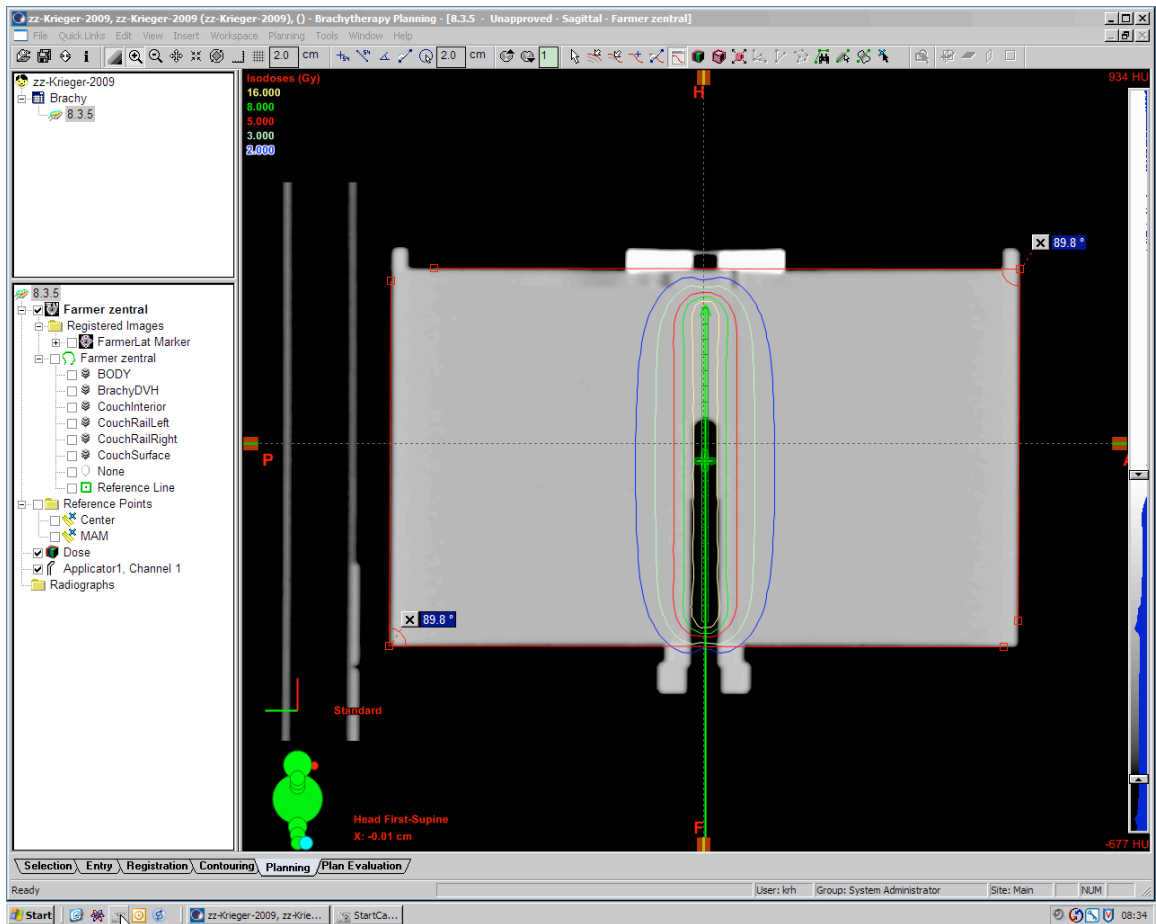 zz-Krieger-2009, zz-Krieger-2009 (zz-Krieger-2009), () - Brachytherapy Planning - [8.3.5 - Unapproved - Sagittal - Farmer zentral]
File Quick Links Edit View Insert Workspace Planning Tools Window Help
2.0 cm 2.0 cm 1
zz-Krieger-2009
Brachy
8.3.5
8.3.5
Farmer zentral
Registered Images
FarmerLat Marker
Farmer zentral
BODY
BrachyDVH
CouchInterior
CouchRailLeft
CouchRailRight
CouchSurface
None
Reference Line
Reference Points
Center
MAM
Dose
Applicator1, Channel 1
Radiographs
Isodoses (Gy)
16.000
8.000
5.000
3.000
2.000
H
934 HU
89.8 °
P
A
89.8 °
Standard
Head First-Supine
X: -0.01 cm
F
-677 HU
Selection Entry Registration Contouring Planning Plan Evaluation
Ready User: krh Group: System Administrator Site: Main NUM
Start zz-Krieger-2009, zz-Krie... StartCa... 08:34